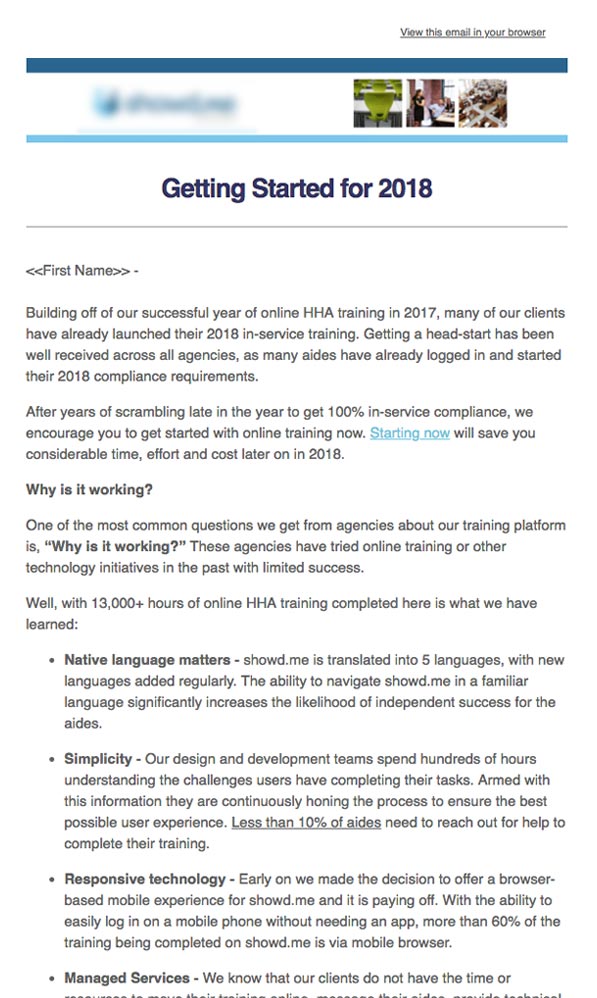 View this email in your browser
showd.me
Getting Started for 2018
<<First Name>> -
Building off of our successful year of online HHA training in 2017, many of our clients
have already launched their 2018 in-service training. Getting a head-start has been
well received across all agencies, as many aides have already logged in and started
their 2018 compliance requirements.
After years of scrambling late in the year to get 100% in-service compliance, we
encourage you to get started with online training now. Starting now will save you
considerable time, effort and cost later on in 2018.
Why is it working?
One of the most common questions we get from agencies about our training platform
is, “Why is it working?” These agencies have tried online training or other
technology initiatives in the past with limited success.
Well, with 13,000+ hours of online HHA training completed here is what we have
learned:
• Native language matters - showd.me is translated into 5 languages, with new
languages added regularly. The ability to navigate showd.me in a familiar
language significantly increases the likelihood of independent success for the
aides.
• Simplicity - Our design and development teams spend hundreds of hours
understanding the challenges users have completing their tasks. Armed with
this information they are continuously honing the process to ensure the best
possible user experience. Less than 10% of aides need to reach out for help to
complete their training.
• Responsive technology - Early on we made the decision to offer a browser-
based mobile experience for showd.me and it is paying off. With the ability to
easily log in on a mobile phone without needing an app, more than 60% of the
training being completed on showd.me is via mobile browser.
• Managed Services - We know that our clients do not have the time or
resources to move their training online, message their aides, provide technical